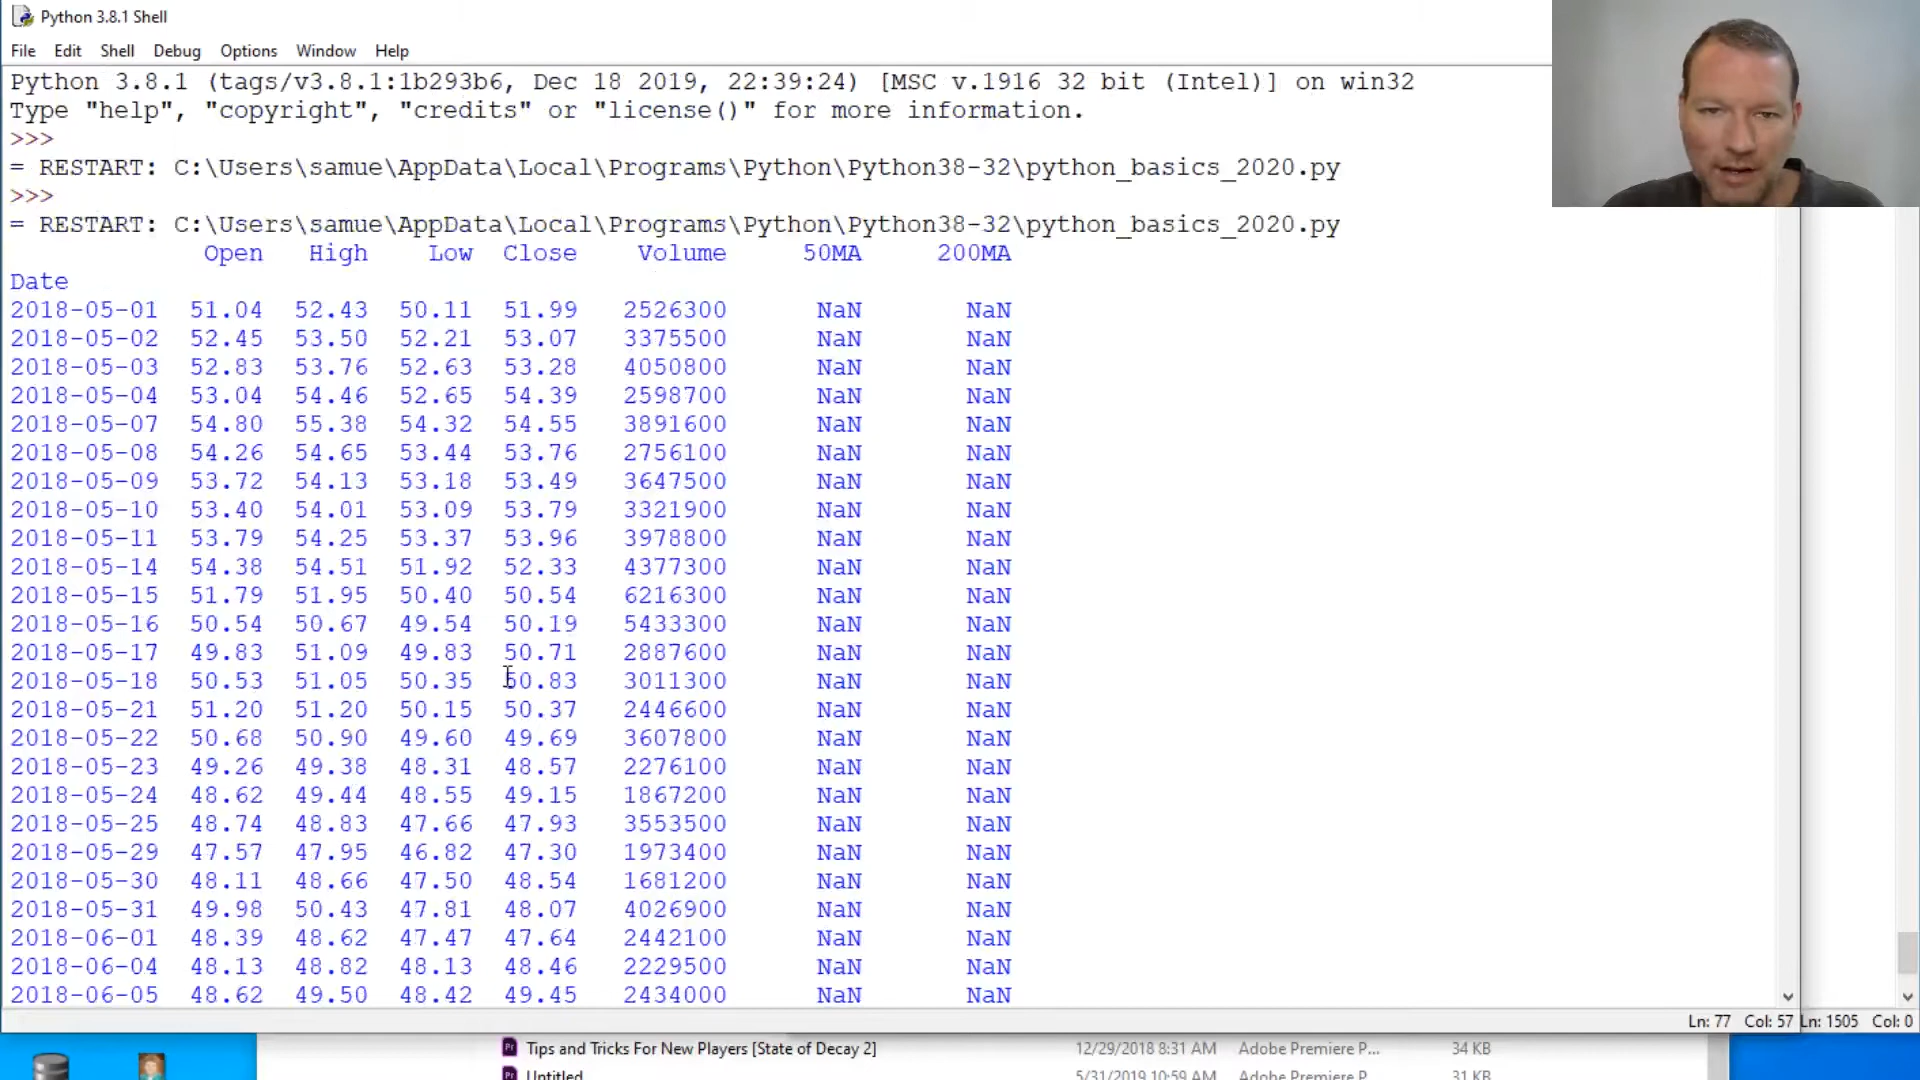 Python 3.8.1 Shell
File Edit Shell Debug Options Window Help
Python 3.8.1 (tags/v3.8.1:1b293b6, Dec 18 2019, 22:39:24) [MSC v.1916 32 bit (Intel)] on win32
Type "help", "copyright", "credits" or "license()" for more information.
>>>
= RESTART: C:\Users\samue\AppData\Local\Programs\Python\Python38-32\python_basics_2020.py
>>>
= RESTART: C:\Users\samue\AppData\Local\Programs\Python\Python38-32\python_basics_2020.py
Open High Low Close Volume 50MA 200MA
Date
2018-05-01 51.04 52.43 50.11 51.99 2526300 NaN NaN
2018-05-02 52.45 53.50 52.21 53.07 3375500 NaN NaN
2018-05-03 52.83 53.76 52.63 53.28 4050800 NaN NaN
2018-05-04 53.04 54.46 52.65 54.39 2598700 NaN NaN
2018-05-07 54.80 55.38 54.32 54.55 3891600 NaN NaN
2018-05-08 54.26 54.65 53.44 53.76 2756100 NaN NaN
2018-05-09 53.72 54.13 53.18 53.49 3647500 NaN NaN
2018-05-10 53.40 54.01 53.09 53.79 3321900 NaN NaN
2018-05-11 53.79 54.25 53.37 53.96 3978800 NaN NaN
2018-05-14 54.38 54.51 51.92 52.33 4377300 NaN NaN
2018-05-15 51.79 51.95 50.40 50.54 6216300 NaN NaN
2018-05-16 50.54 50.67 49.54 50.19 5433300 NaN NaN
2018-05-17 49.83 51.09 49.83 50.71 2887600 NaN NaN
2018-05-18 50.53 51.05 50.35 50.83 3011300 NaN NaN
2018-05-21 51.20 51.20 50.15 50.37 2446600 NaN NaN
2018-05-22 50.68 50.90 49.60 49.69 3607800 NaN NaN
2018-05-23 49.26 49.38 48.31 48.57 2276100 NaN NaN
2018-05-24 48.62 49.44 48.55 49.15 1867200 NaN NaN
2018-05-25 48.74 48.83 47.66 47.93 3553500 NaN NaN
2018-05-29 47.57 47.95 46.82 47.30 1973400 NaN NaN
2018-05-30 48.11 48.66 47.50 48.54 1681200 NaN NaN
2018-05-31 49.98 50.43 47.81 48.07 4026900 NaN NaN
2018-06-01 48.39 48.62 47.47 47.64 2442100 NaN NaN
2018-06-04 48.13 48.82 48.13 48.46 2229500 NaN NaN
2018-06-05 48.62 49.50 48.42 49.45 2434000 NaN NaN
Ln: 77 Col: 57 Ln: 1505 Col: 0
Tips and Tricks For New Players [State of Decay 2] 12/29/2018 8:31 AM Adobe Premiere P... 34 KB
Untitled 5/31/2019 10:59 AM Adobe Premiere P... 31 KB